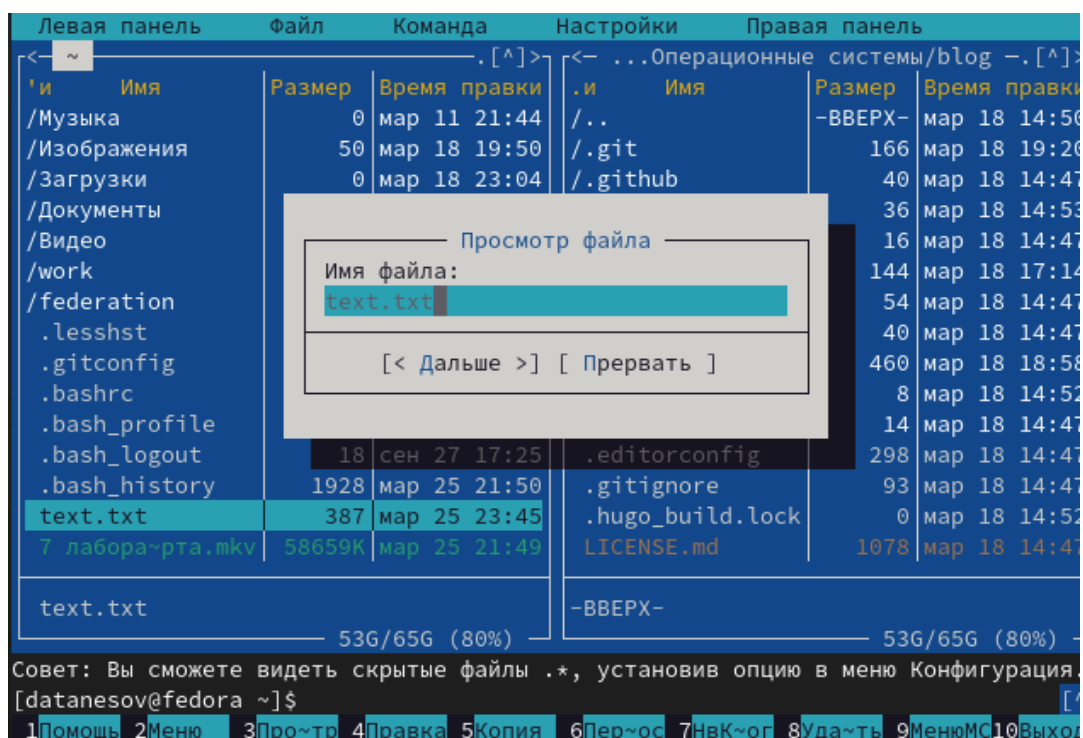 Левая панель Файл Команда Настройки Правая панель
<— ~ .[^]> <— ...Операционные системы/blog —.[^]>
'и Имя Размер Время правки .и Имя Размер Время правки
/Музыка 0 мар 11 21:44 /.. -ВВЕРХ- мар 18 14:50
/Изображения 50 мар 18 19:50 /.git 166 мар 18 19:20
/Загрузки 0 мар 18 23:04 /.github 40 мар 18 14:47
/Документы 36 мар 18 14:53
/Видео Просмотр файла 16 мар 18 14:47
/work Имя файла: 144 мар 18 17:14
/federation text.txt 54 мар 18 14:47
.lesshst 40 мар 18 14:47
.gitconfig [< Дальше >] [ Прервать ] 460 мар 18 18:58
.bashrc 8 мар 18 14:52
.bash_profile 14 мар 18 14:47
.bash_logout 18 сен 27 17:25 .editorconfig 298 мар 18 14:47
.bash_history 1928 мар 25 21:50 .gitignore 93 мар 18 14:47
text.txt 387 мар 25 23:45 .hugo_build.lock 0 мар 18 14:52
7 лабора~рта.mkv 58659K мар 25 21:49 LICENSE.md 1078 мар 18 14:47
text.txt -ВВЕРХ-
53G/65G (80%) 53G/65G (80%)
Совет: Вы сможете видеть скрытые файлы .*, установив опцию в меню Конфигурация.
[datanesov@fedora ~]$ [^
1Помощь 2Меню 3Про~тр 4Правка 5Копия 6Пер~ос 7НвК~ог 8Уда~ть 9МенюМС 10Выход